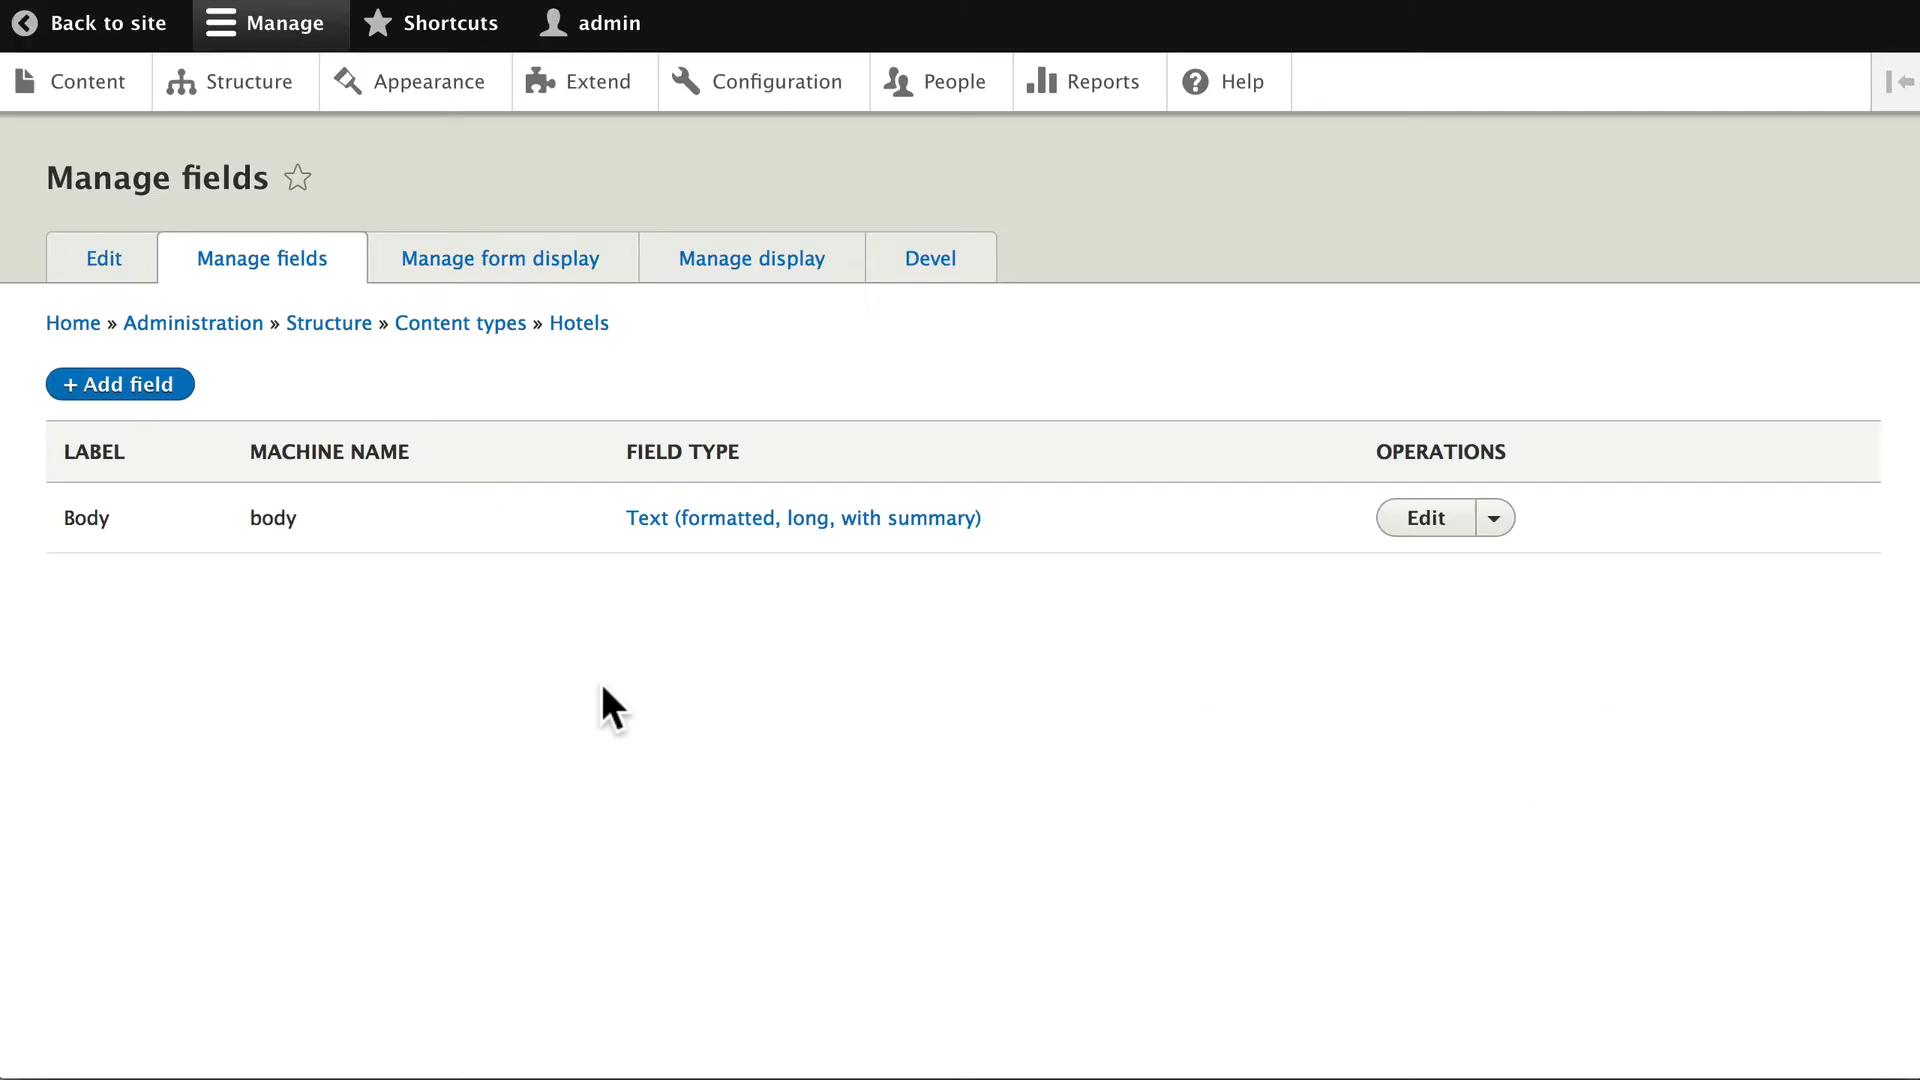 Back to site Manage Shortcuts admin
Content Structure Appearance Extend Configuration People Reports Help
Manage fields
Edit Manage fields Manage form display Manage display Devel
Home » Administration » Structure » Content types » Hotels
+ Add field
LABEL MACHINE NAME FIELD TYPE OPERATIONS
Body body Text (formatted, long, with summary) Edit